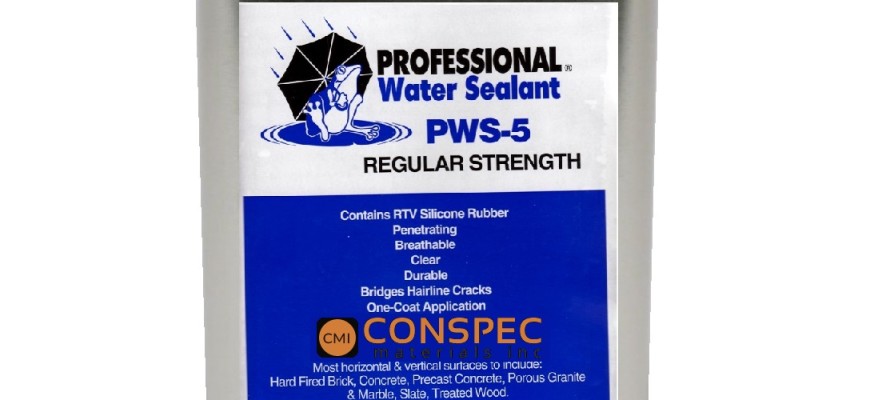 PROFESSIONAL®
Water Sealant
PWS-5
REGULAR STRENGTH
Contains RTV Silicone Rubber
Penetrating
Breathable
Clear
Durable
Bridges Hairline Cracks
One-Coat Application
CMI CONSPEC
materials inc
Most horizontal & vertical surfaces to include:
Hard Fired Brick, Concrete, Precast Concrete, Porous Granite
& Marble, Slate, Treated Wood.